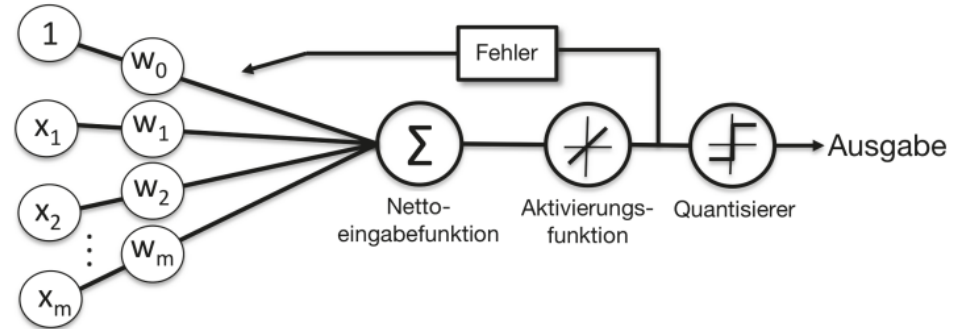 1
w₀
Fehler
x₁
w₁
Σ
Ausgabe
x₂
w₂
⋮
Netto-
eingabefunktion
Aktivierungs-
funktion
Quantisierer
wₘ
xₘ